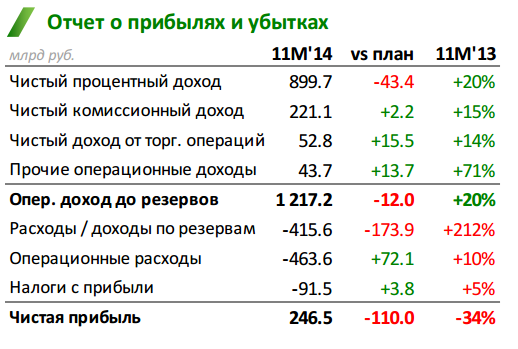 Отчет о прибылях и убытках
млрд руб. 11М'14 vs план 11М'13
Чистый процентный доход 899.7 -43.4 +20%
Чистый комиссионный доход 221.1 +2.2 +15%
Чистый доход от торг. операций 52.8 +15.5 +14%
Прочие операционные доходы 43.7 +13.7 +71%
Опер. доход до резервов 1 217.2 -12.0 +20%
Расходы / доходы по резервам -415.6 -173.9 +212%
Операционные расходы -463.6 +72.1 +10%
Налоги с прибыли -91.5 +3.8 +5%
Чистая прибыль 246.5 -110.0 -34%